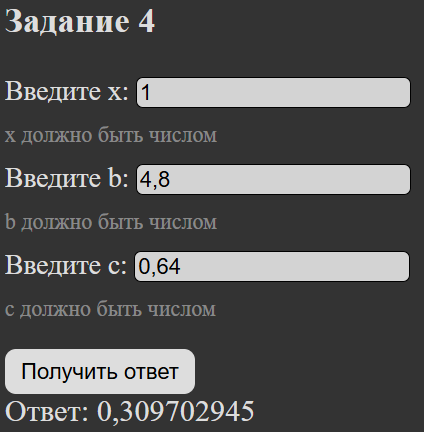 Задание 4
Введите x: 1
x должно быть числом
Введите b: 4,8
b должно быть числом
Введите c: 0,64
c должно быть числом
Получить ответ
Ответ: 0,309702945